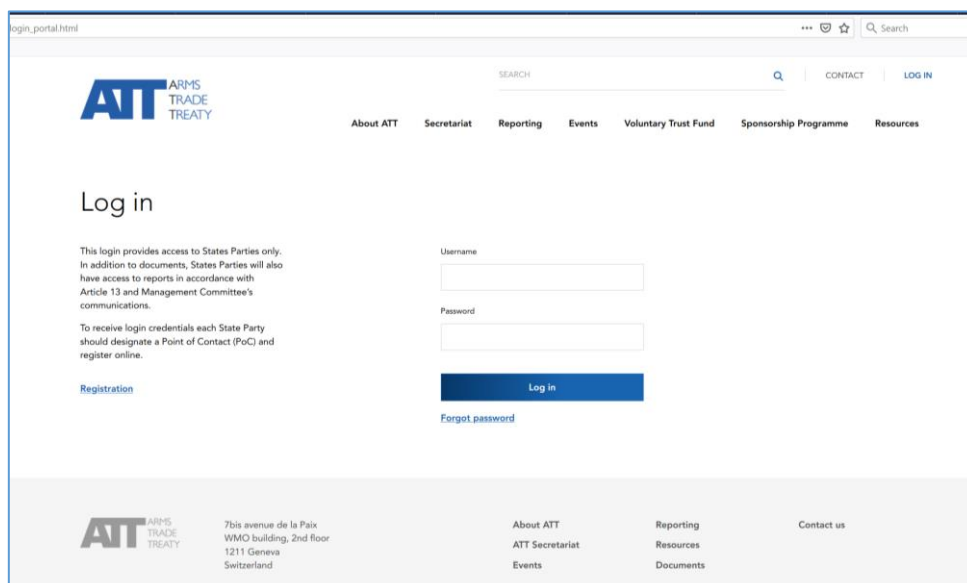 login_portal.html
Search
SEARCH
CONTACT
LOG IN
ATT ARMS
TRADE
TREATY
About ATT
Secretariat
Reporting
Events
Voluntary Trust Fund
Sponsorship Programme
Resources
Log in
This login provides access to States Parties only.
In addition to documents, States Parties will also
have access to reports in accordance with
Article 13 and Management Committee's
communications.
To receive login credentials each State Party
should designate a Point of Contact (PoC) and
register online.
Registration
Username
Password
Log in
Forgot password
ATT ARMS
TRADE
TREATY
7bis avenue de la Paix
WMO building, 2nd floor
1211 Geneva
Switzerland
About ATT
ATT Secretariat
Events
Reporting
Resources
Documents
Contact us